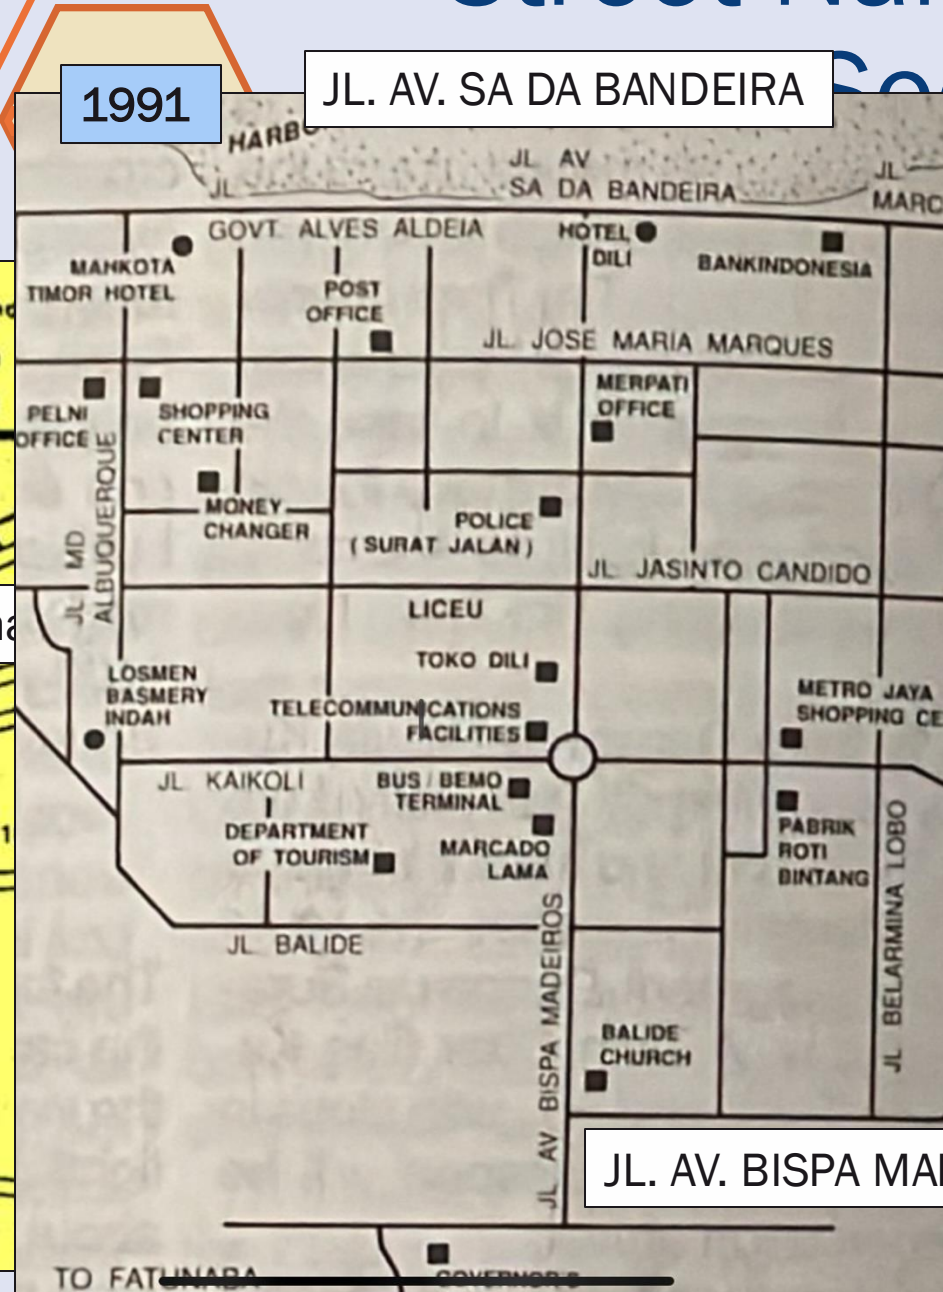 1991
JL. AV. SA DA BANDEIRA
JL AV
JL
JL
SA DA BANDEIRA
GOVT. ALVES ALDEIA
HOTEL
DILI
BANKINDONESIA
MAHKOTA
TIMOR HOTEL
POST
OFFICE
JL. JOSE MARIA MARQUES
PELNI
OFFICE
SHOPPING
CENTER
MERPATI
OFFICE
JL MD
ALBUQUERQUE
MONEY
CHANGER
POLICE
( SURAT JALAN )
JL. JASINTO CANDIDO
LICEU
TOKO DILI
LOSMEN
BASMERY
INDAH
TELECOMMUNICATIONS
FACILITIES
METRO JAYA
SHOPPING CE
JL KAIKOLI
BUS / BEMO
TERMINAL
DEPARTMENT
OF TOURISM
MARCADO
LAMA
PABRIK
ROTI
BINTANG
JL BELARMINA LOBO
JL BALIDE
JL AV BISPA MADEIROS
BALIDE
CHURCH
JL. AV. BISPA MA
TO FATUNABA
GOVERNOR'S